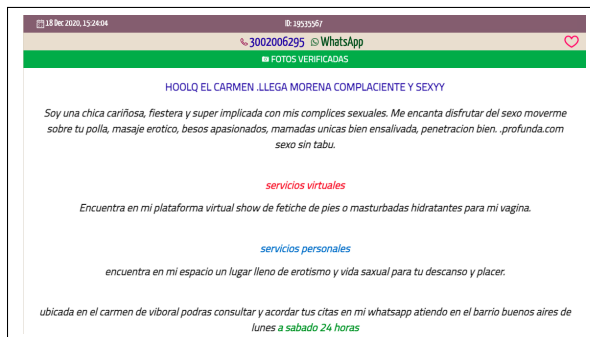 18 Dec 2020, 15:24:04 ID: 19535567
3002006295 WhatsApp
FOTOS VERIFICADAS
HOOLQ EL CARMEN .LLEGA MORENA COMPLACIENTE Y SEXYY
Soy una chica cariñosa, fiestera y super implicada con mis complices sexuales. Me encanta disfrutar del sexo moverme
sobre tu polla, masaje erotico, besos apasionados, mamadas unicas bien ensalivada, penetracion bien. .profunda.com
sexo sin tabu.
servicios virtuales
Encuentra en mi plataforma virtual show de fetiche de pies o masturbadas hidratantes para mi vagina.
servicios personales
encuentra en mi espacio un lugar lleno de erotismo y vida saxual para tu descanso y placer.
ubicada en el carmen de viboral podras consultar y acordar tus citas en mi whatsapp atiendo en el barrio buenos aires de
lunes a sabado 24 horas